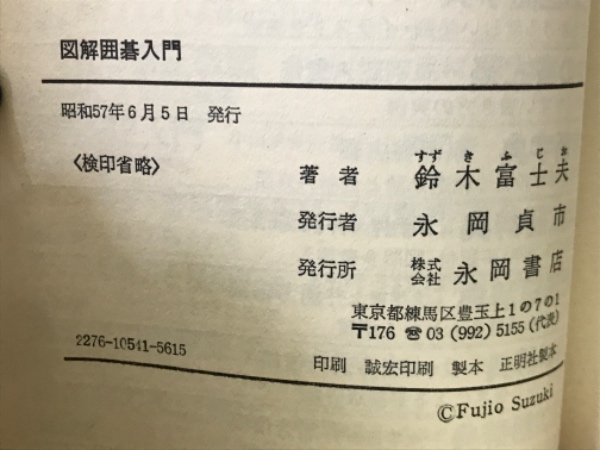 図解囲碁入門
昭和57年6月5日 発行
〈検印省略〉
すず き ふ じ お
著者 鈴木富士夫
発行者 永岡貞市
発行所 株式会社 永岡書店
東京都練馬区豊玉上1の7の1
〒176 ☎03(992)5155(代表)
2276-10541-5615
印刷 誠宏印刷 製本 正明社製本
©Fujio Suzuki